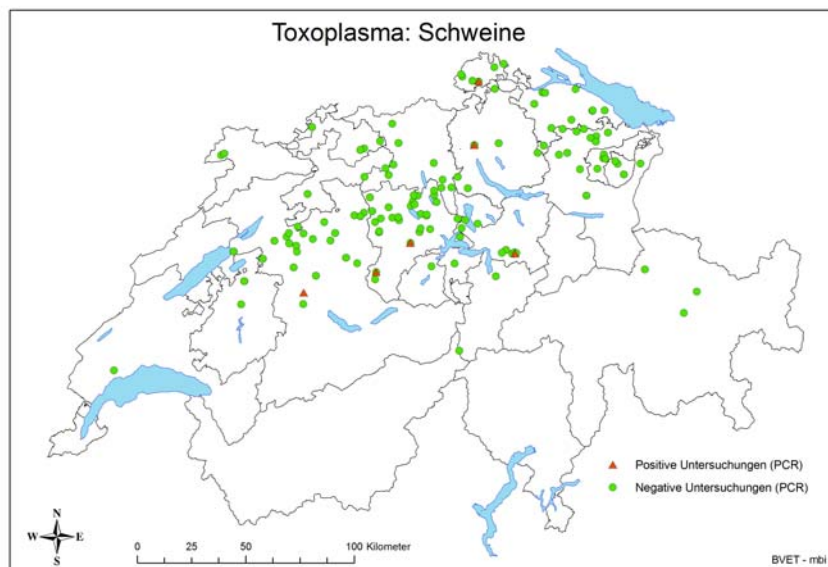 Toxoplasma: Schweine
Positive Untersuchungen (PCR)
Negative Untersuchungen (PCR)
N
W E
S
0 25 50 100 Kilometer
BVET - mbi